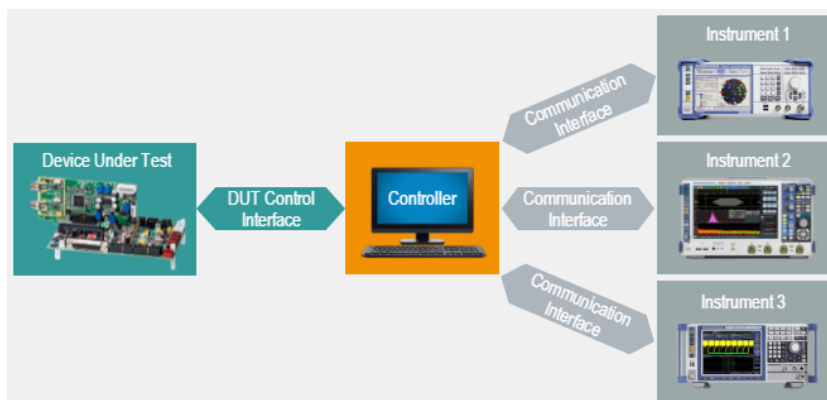 Device Under Test
DUT Control
Interface
Controller
Communication
Interface
Instrument 1
Communication
Interface
Instrument 2
Communication
Interface
Instrument 3